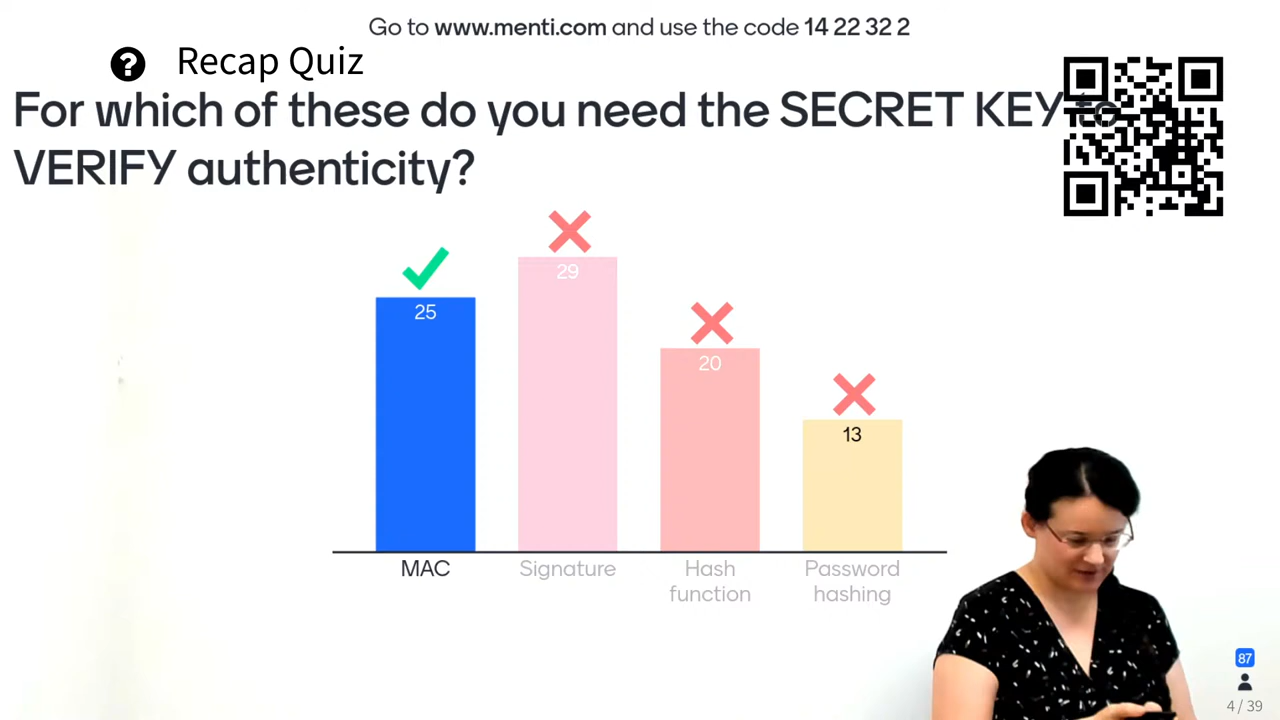 Go to www.menti.com and use the code 14 22 32 2
Recap Quiz
For which of these do you need the SECRET KEY to
VERIFY authenticity?
25
29
20
13
MAC
Signature
Hash
function
Password
hashing
87
4 / 39